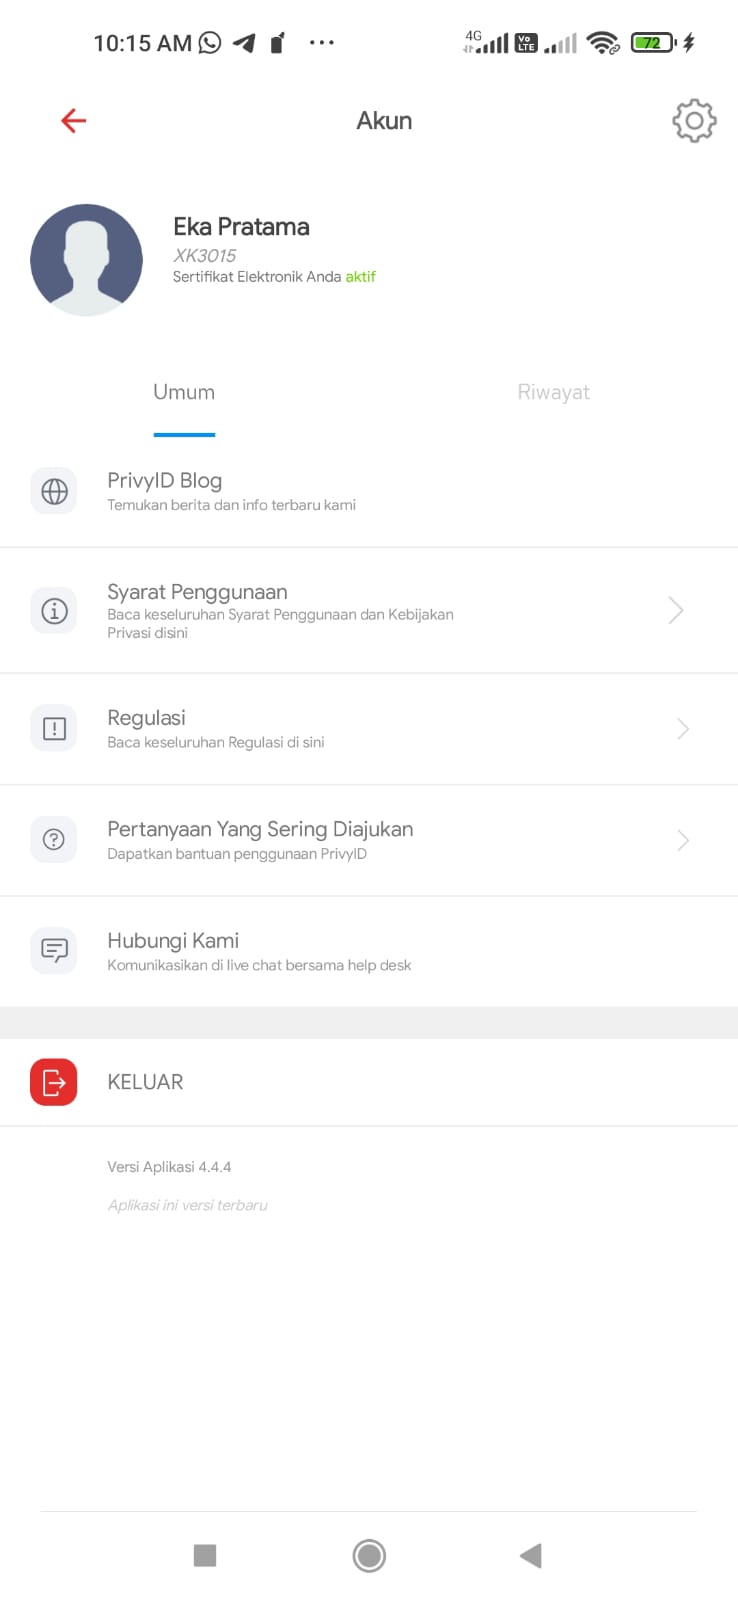 10:15 AM
4G
Vo
LTE
72
Akun
Eka Pratama
XK3015
Sertifikat Elektronik Anda aktif
Umum
Riwayat
PrivyID Blog
Temukan berita dan info terbaru kami
Syarat Penggunaan
Baca keseluruhan Syarat Penggunaan dan Kebijakan
Privasi disini
Regulasi
Baca keseluruhan Regulasi di sini
Pertanyaan Yang Sering Diajukan
Dapatkan bantuan penggunaan PrivyID
Hubungi Kami
Komunikasikan di live chat bersama help desk
KELUAR
Versi Aplikasi 4.4.4
Aplikasi ini versi terbaru